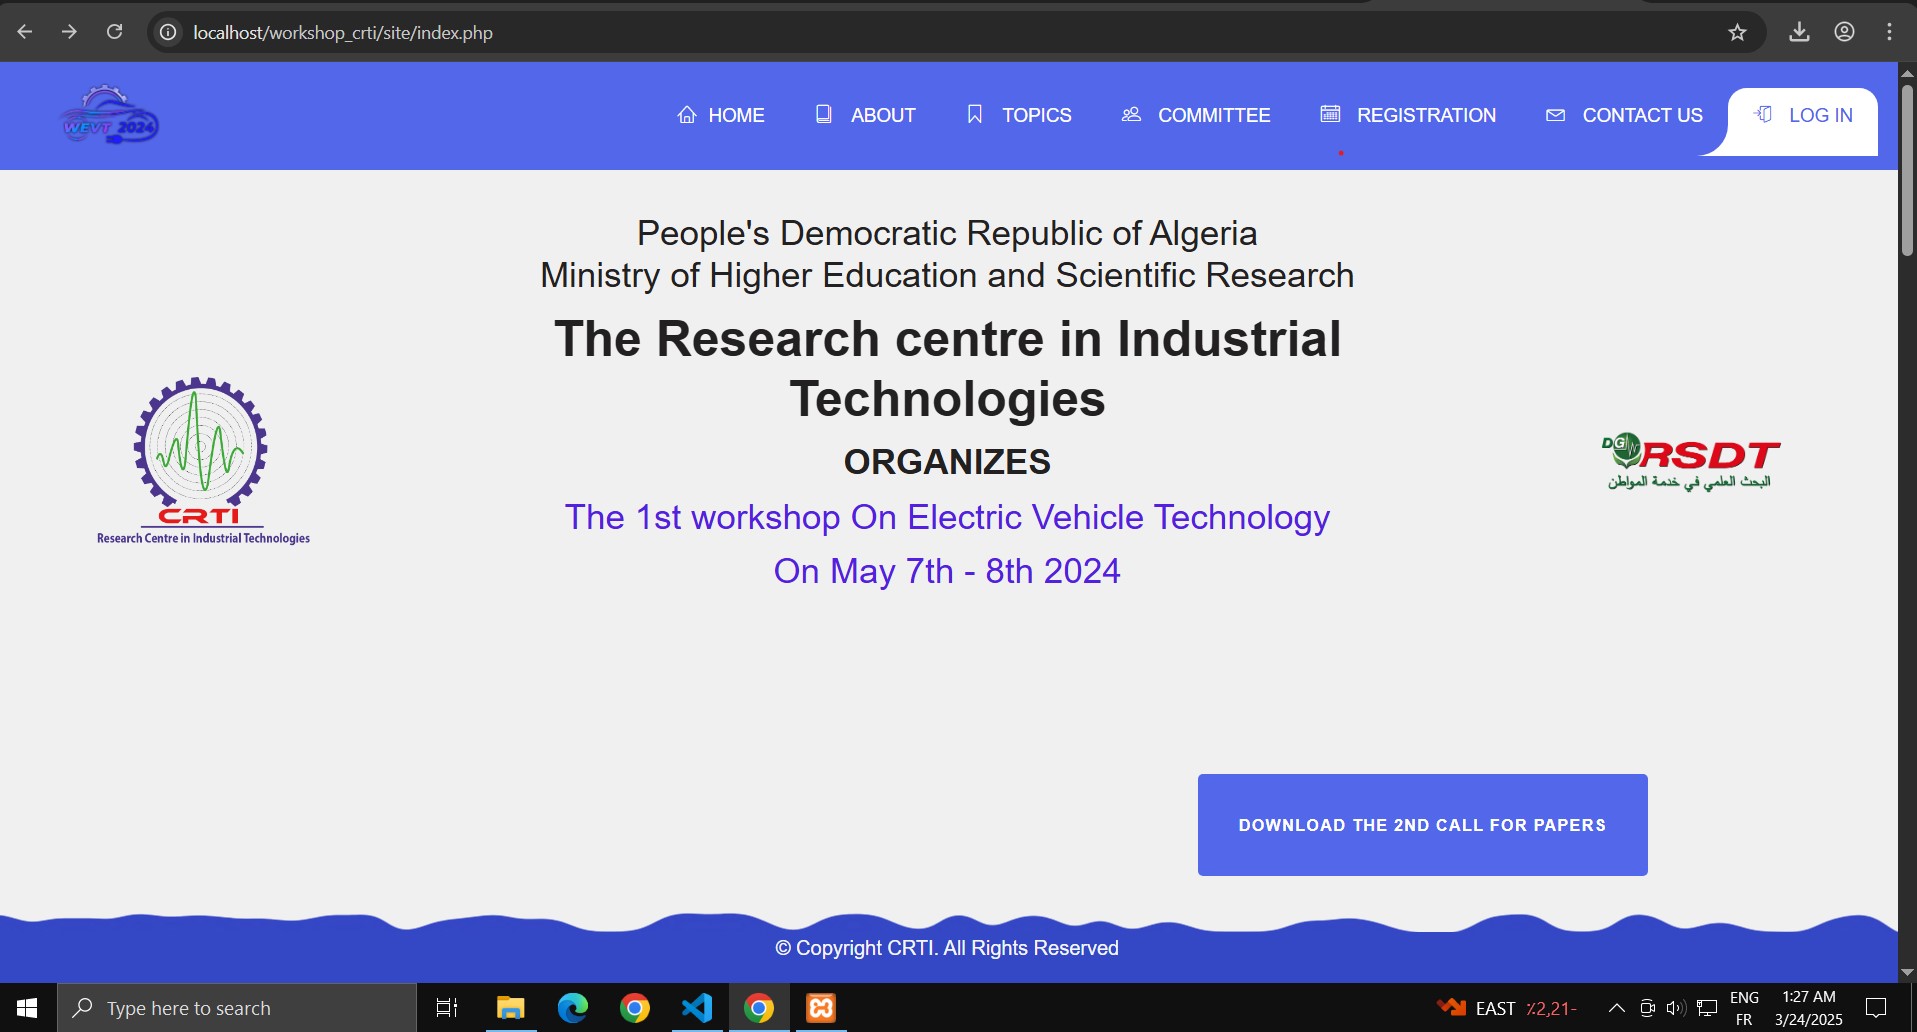 localhost/workshop_crti/site/index.php
WEVT 2024
HOME
ABOUT
TOPICS
COMMITTEE
REGISTRATION
CONTACT US
LOG IN
People's Democratic Republic of Algeria
Ministry of Higher Education and Scientific Research
The Research centre in Industrial
Technologies
ORGANIZES
The 1st workshop On Electric Vehicle Technology
On May 7th - 8th 2024
CRTI
Research Centre in Industrial Technologies
DG RSDT
البحث العلمي في خدمة المواطن
DOWNLOAD THE 2ND CALL FOR PAPERS
© Copyright CRTI. All Rights Reserved
Type here to search
EAST ٪2,21-
ENG
FR
1:27 AM
3/24/2025